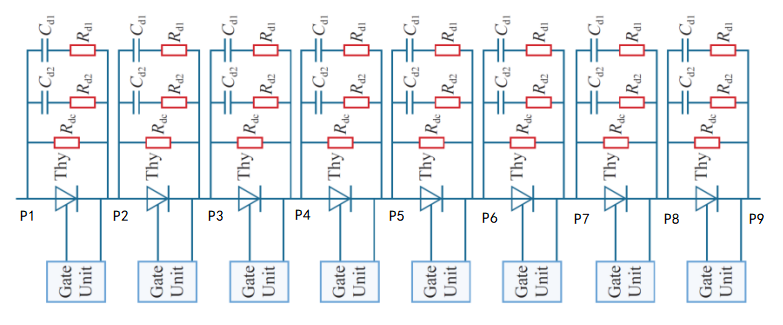 Cd1 Rd1 Cd1 Rd1 Cd1 Rd1 Cd1 Rd1 Cd1 Rd1 Cd1 Rd1 Cd1 Rd1 Cd1 Rd1
Cd2 Rd2 Cd2 Rd2 Cd2 Rd2 Cd2 Rd2 Cd2 Rd2 Cd2 Rd2 Cd2 Rd2 Cd2 Rd2
Rdc Rdc Rdc Rdc Rdc Rdc Rdc Rdc
Thy Thy Thy Thy Thy Thy Thy Thy
P1 P2 P3 P4 P5 P6 P7 P8 P9
Gate Unit Gate Unit Gate Unit Gate Unit Gate Unit Gate Unit Gate Unit Gate Unit